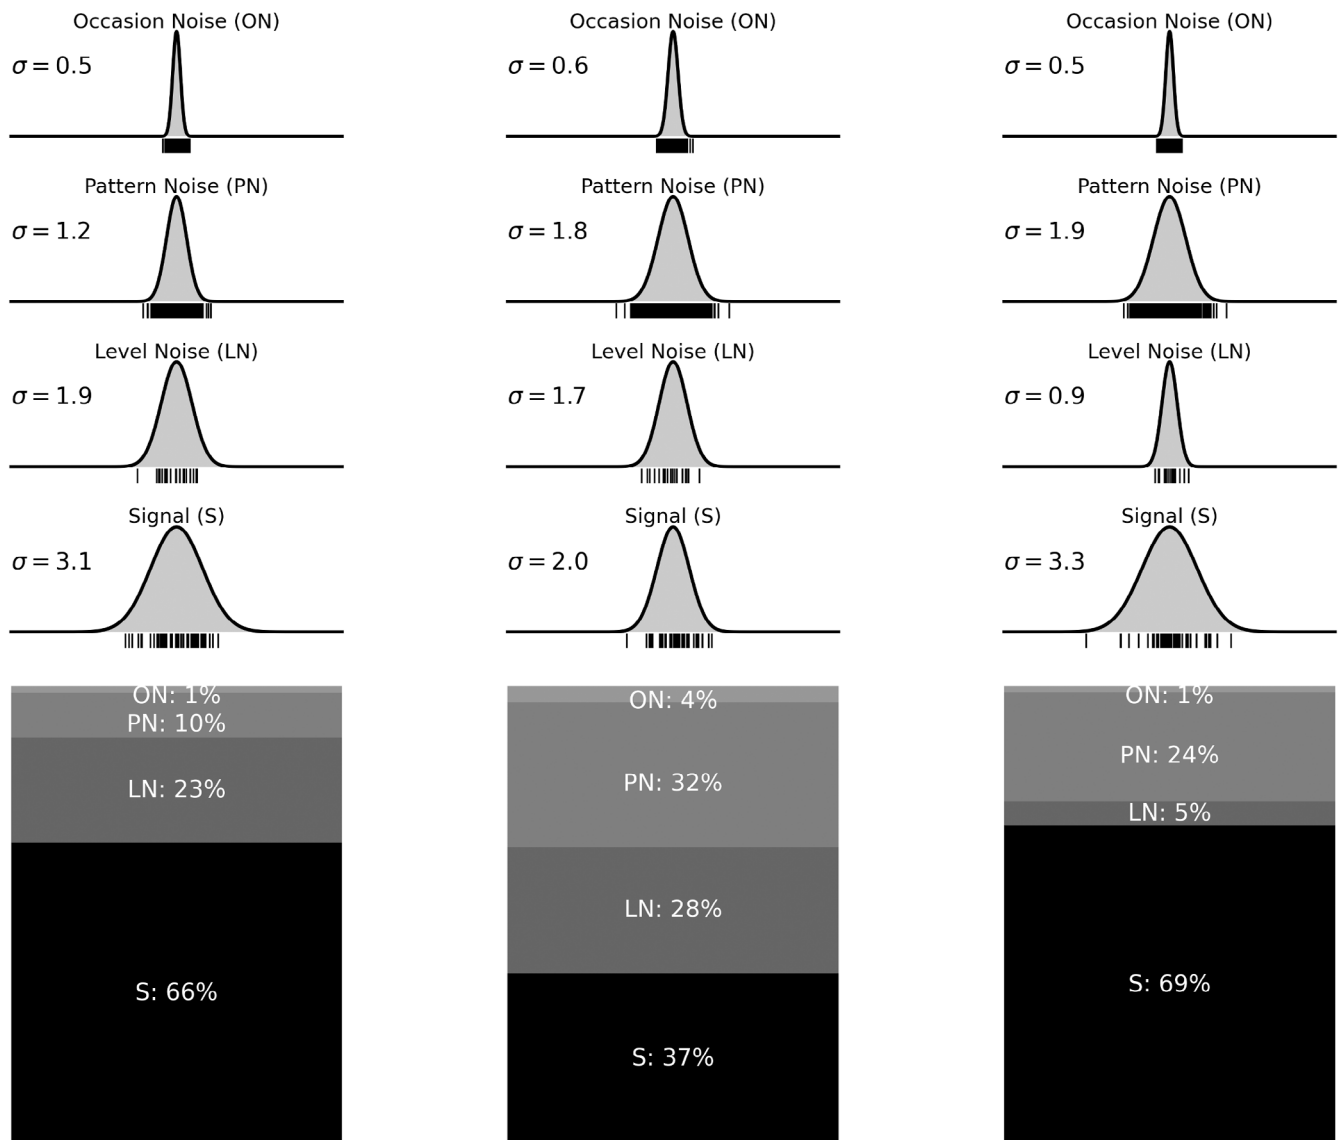 Occasion Noise (ON)
σ = 0.5
Pattern Noise (PN)
σ = 1.2
Level Noise (LN)
σ = 1.9
Signal (S)
σ = 3.1
ON: 1%
PN: 10%
LN: 23%
S: 66%
Occasion Noise (ON)
σ = 0.6
Pattern Noise (PN)
σ = 1.8
Level Noise (LN)
σ = 1.7
Signal (S)
σ = 2.0
ON: 4%
PN: 32%
LN: 28%
S: 37%
Occasion Noise (ON)
σ = 0.5
Pattern Noise (PN)
σ = 1.9
Level Noise (LN)
σ = 0.9
Signal (S)
σ = 3.3
ON: 1%
PN: 24%
LN: 5%
S: 69%